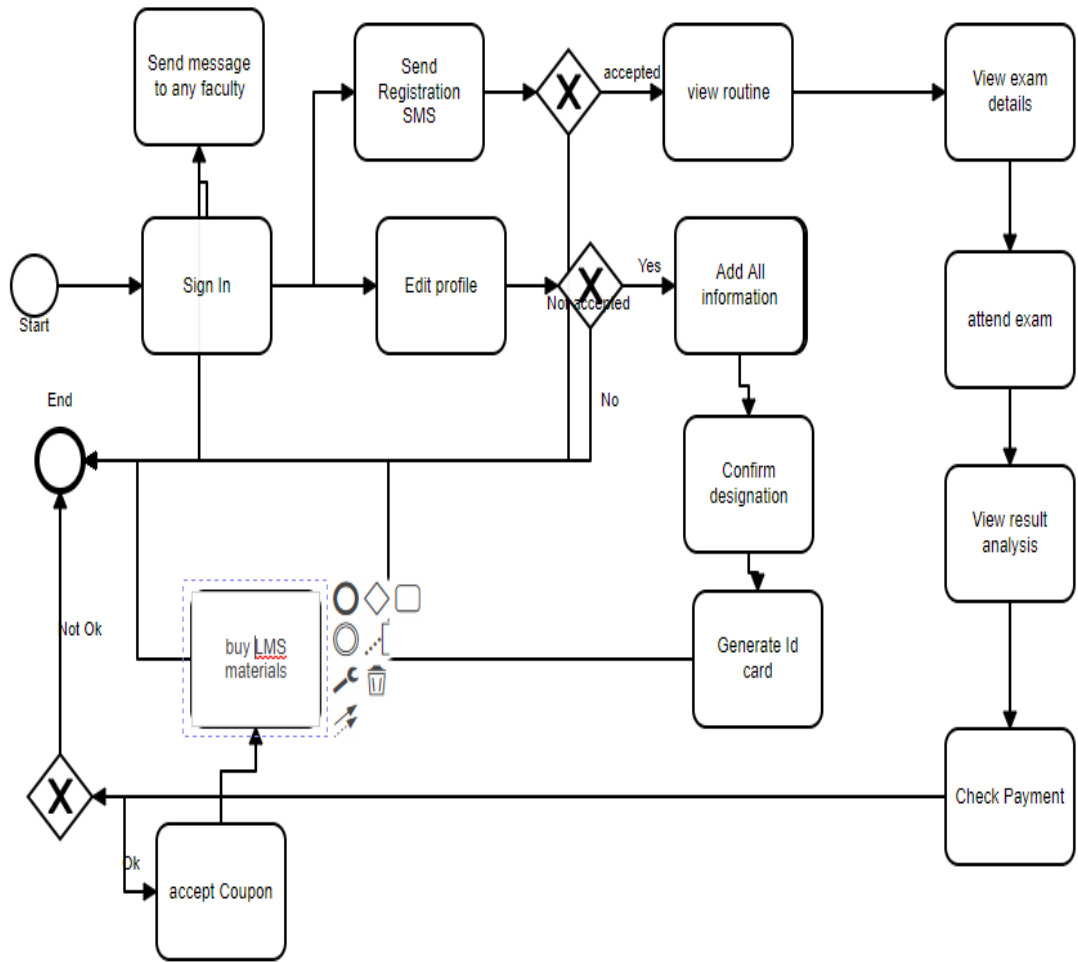 Send message
to any faculty
Send
Registration
SMS
accepted
view routine
View exam
details
Start
Sign In
Edit profile
Not accepted
Yes
Add All
information
attend exam
End
No
Confirm
designation
View result
analysis
Not Ok
buy LMS
materials
Generate Id
card
Check Payment
Ok
accept Coupon